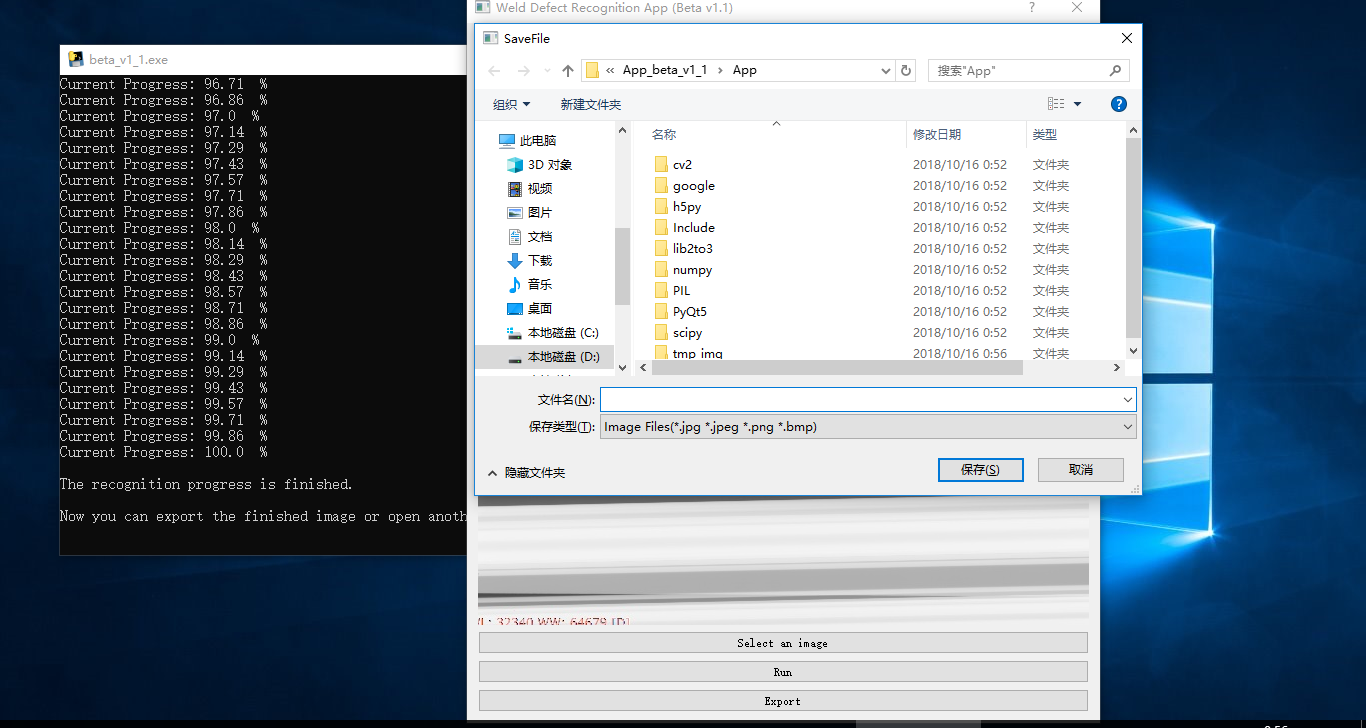 Weld Defect Recognition App (Beta v1.1)
beta_v1_1.exe
Current Progress: 96.71 %
Current Progress: 96.86 %
Current Progress: 97.0 %
Current Progress: 97.14 %
Current Progress: 97.29 %
Current Progress: 97.43 %
Current Progress: 97.57 %
Current Progress: 97.71 %
Current Progress: 97.86 %
Current Progress: 98.0 %
Current Progress: 98.14 %
Current Progress: 98.29 %
Current Progress: 98.43 %
Current Progress: 98.57 %
Current Progress: 98.71 %
Current Progress: 98.86 %
Current Progress: 99.0 %
Current Progress: 99.14 %
Current Progress: 99.29 %
Current Progress: 99.43 %
Current Progress: 99.57 %
Current Progress: 99.71 %
Current Progress: 99.86 %
Current Progress: 100.0 %
The recognition progress is finished.
Now you can export the finished image or open anoth
SaveFile
« App_beta_v1_1 › App
搜索"App"
组织
新建文件夹
此电脑
3D 对象
视频
图片
文档
下载
音乐
桌面
本地磁盘 (C:)
本地磁盘 (D:)
名称 修改日期 类型
cv2 2018/10/16 0:52 文件夹
google 2018/10/16 0:52 文件夹
h5py 2018/10/16 0:52 文件夹
Include 2018/10/16 0:52 文件夹
lib2to3 2018/10/16 0:52 文件夹
numpy 2018/10/16 0:52 文件夹
PIL 2018/10/16 0:52 文件夹
PyQt5 2018/10/16 0:52 文件夹
scipy 2018/10/16 0:52 文件夹
tmp_img 2018/10/16 0:56 文件夹
文件名(N):
保存类型(T): Image Files(*.jpg *.jpeg *.png *.bmp)
隐藏文件夹
保存(S)
取消
32340 WW: 64679 [D]
Select an image
Run
Export